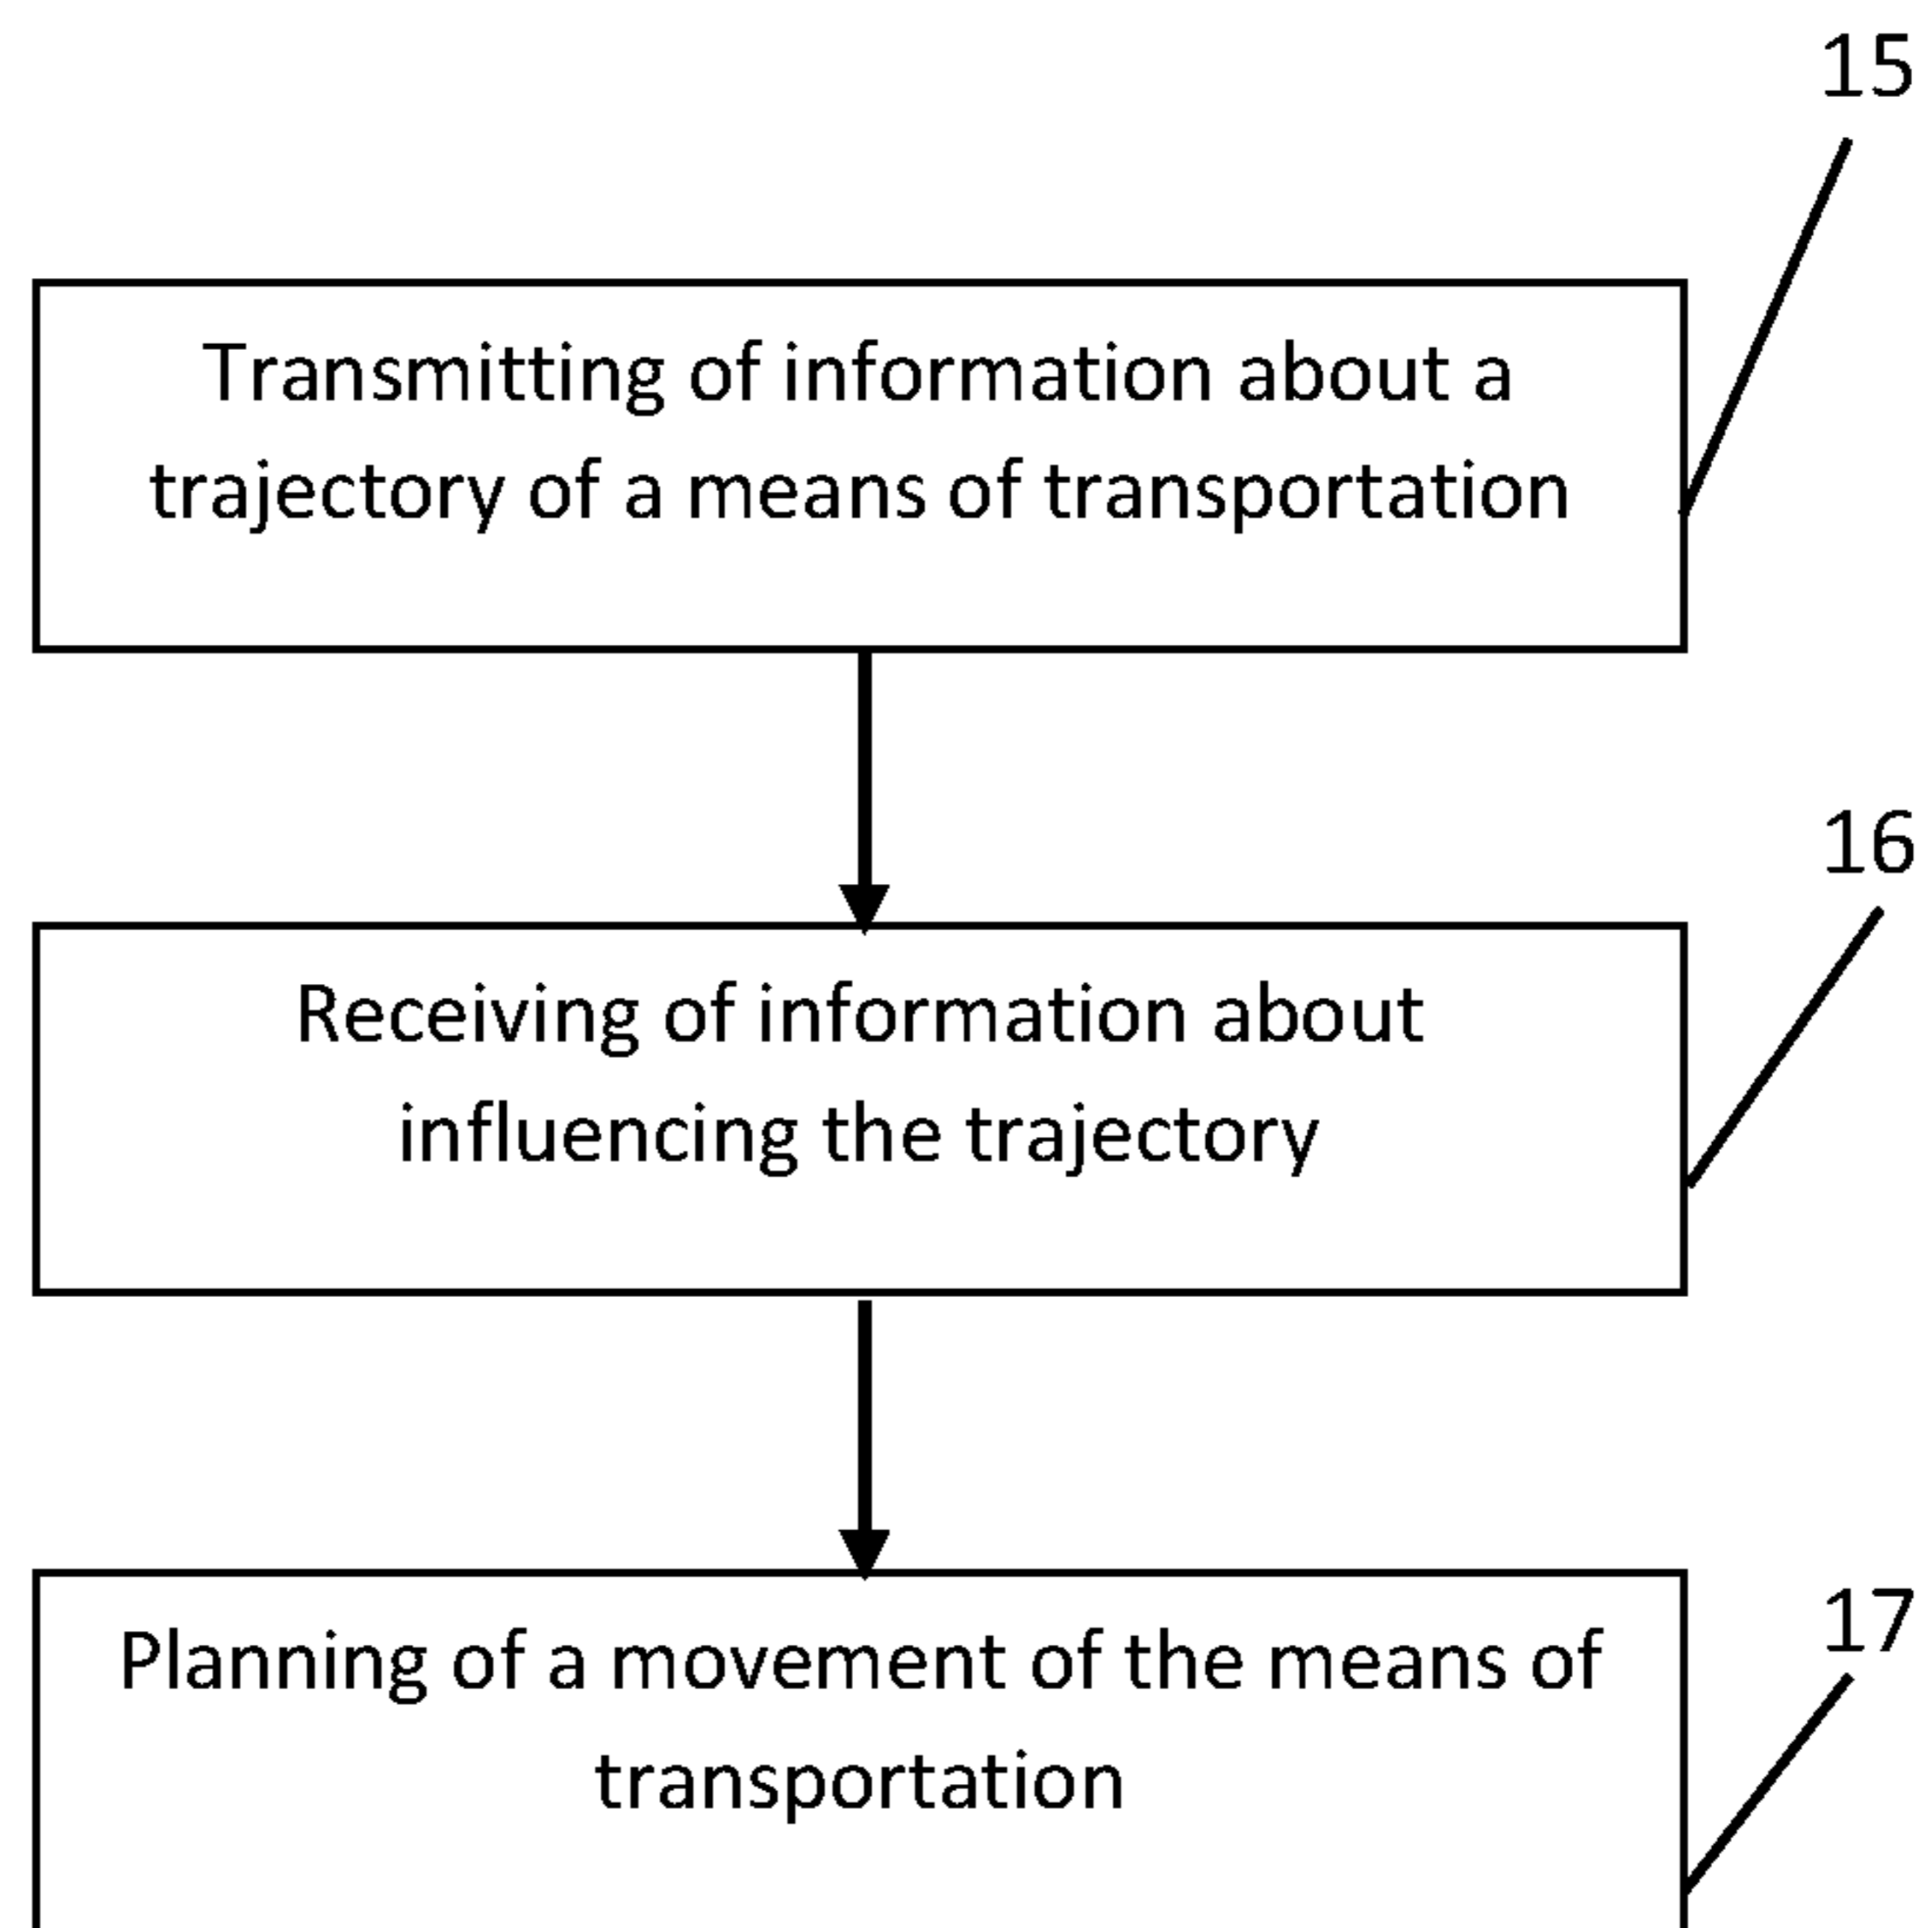 15
Transmitting of information about a
trajectory of a means of transportation
16
Receiving of information about
influencing the trajectory
17
Planning of a movement of the means of
transportation